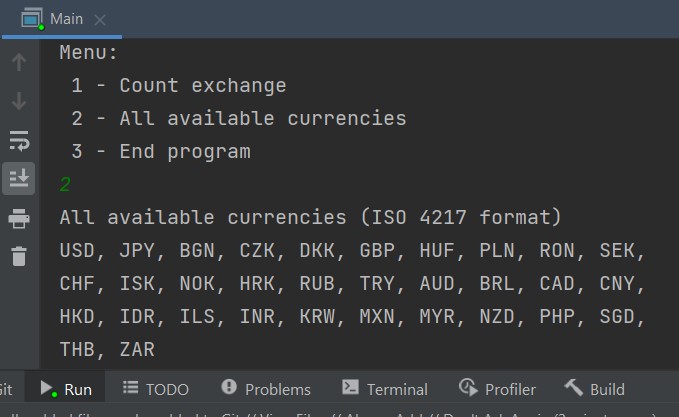 Main
Menu:
1 - Count exchange
2 - All available currencies
3 - End program
2
All available currencies (ISO 4217 format)
USD, JPY, BGN, CZK, DKK, GBP, HUF, PLN, RON, SEK,
CHF, ISK, NOK, HRK, RUB, TRY, AUD, BRL, CAD, CNY,
HKD, IDR, ILS, INR, KRW, MXN, MYR, NZD, PHP, SGD,
THB, ZAR
Run TODO Problems Terminal Profiler Build